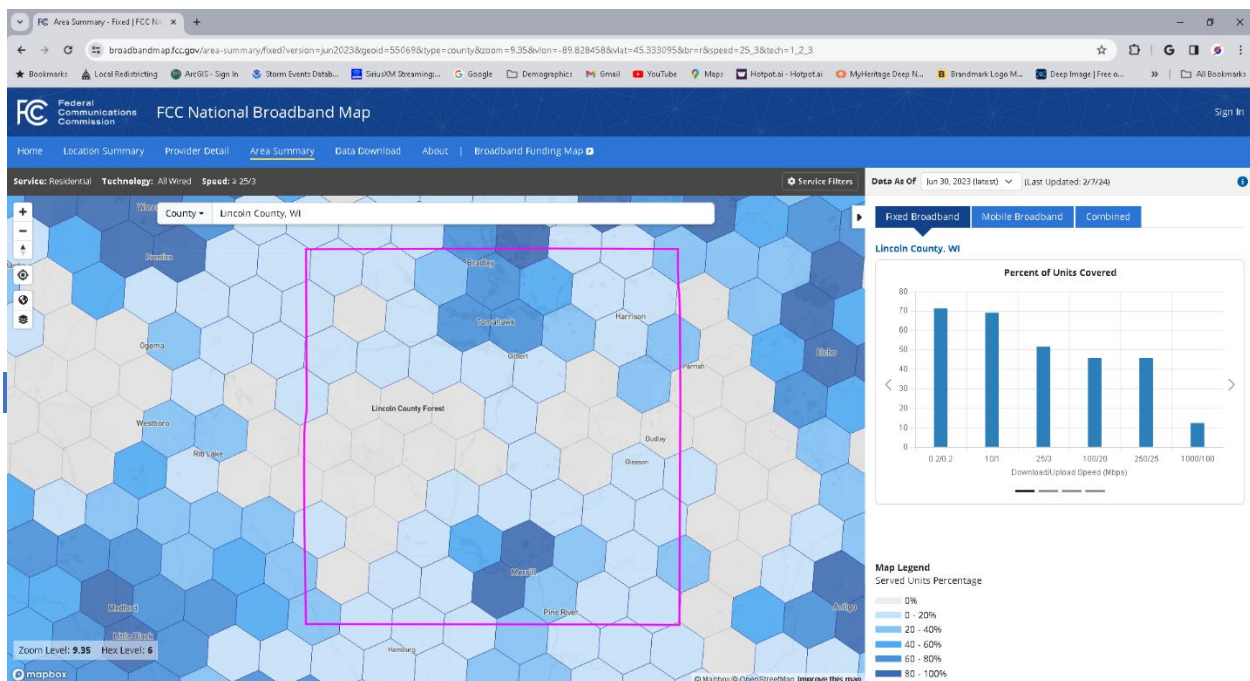 Area Summary - Fixed | FCC Na
broadbandmap.fcc.gov/area-summary/fixed?version=jun2023&geoid=55069&type=county&zoom=9.35&vlon=-89.828458&vlat=45.333095&br=r&speed=25_3&tech=1_2_3
Bookmarks Local Redistricting ArcGIS - Sign In Storm Events Datab... SiriusXM Streaming:... Google Demographics Gmail YouTube Maps Hotpot.ai - Hotpot.ai MyHeritage Deep N... Brandmark Logo M... Deep Image | Free o... » All Bookmarks
FC Federal Communications Commission FCC National Broadband Map Sign In
Home Location Summary Provider Detail Area Summary Data Download About | Broadband Funding Map
Service: Residential Technology: All Wired Speed: ≥ 25/3 Service Filters Data As Of Jun 30, 2023 (latest) (Last Updated: 2/7/24)
County Lincoln County, WI
Fixed Broadband Mobile Broadband Combined
Lincoln County, WI
Percent of Units Covered
80
70
60
50
40
30
20
10
0
0.2/0.2 10/1 25/3 100/20 250/25 1000/100
Download/Upload Speed (Mbps)
Prentice
Bradley
Tomahawk
Harrison
Ogema
Gilbert
Elcho
Parrish
Lincoln County Forest
Westboro
Rib Lake
Dudley
Gleason
Merrill
Medford
Pine River
Antigo
Little Black
Hamburg
Zoom Level: 9.35 Hex Level: 6
mapbox
© Mapbox © OpenStreetMap Improve this map
Map Legend
Served Units Percentage
0%
0 - 20%
20 - 40%
40 - 60%
60 - 80%
80 - 100%